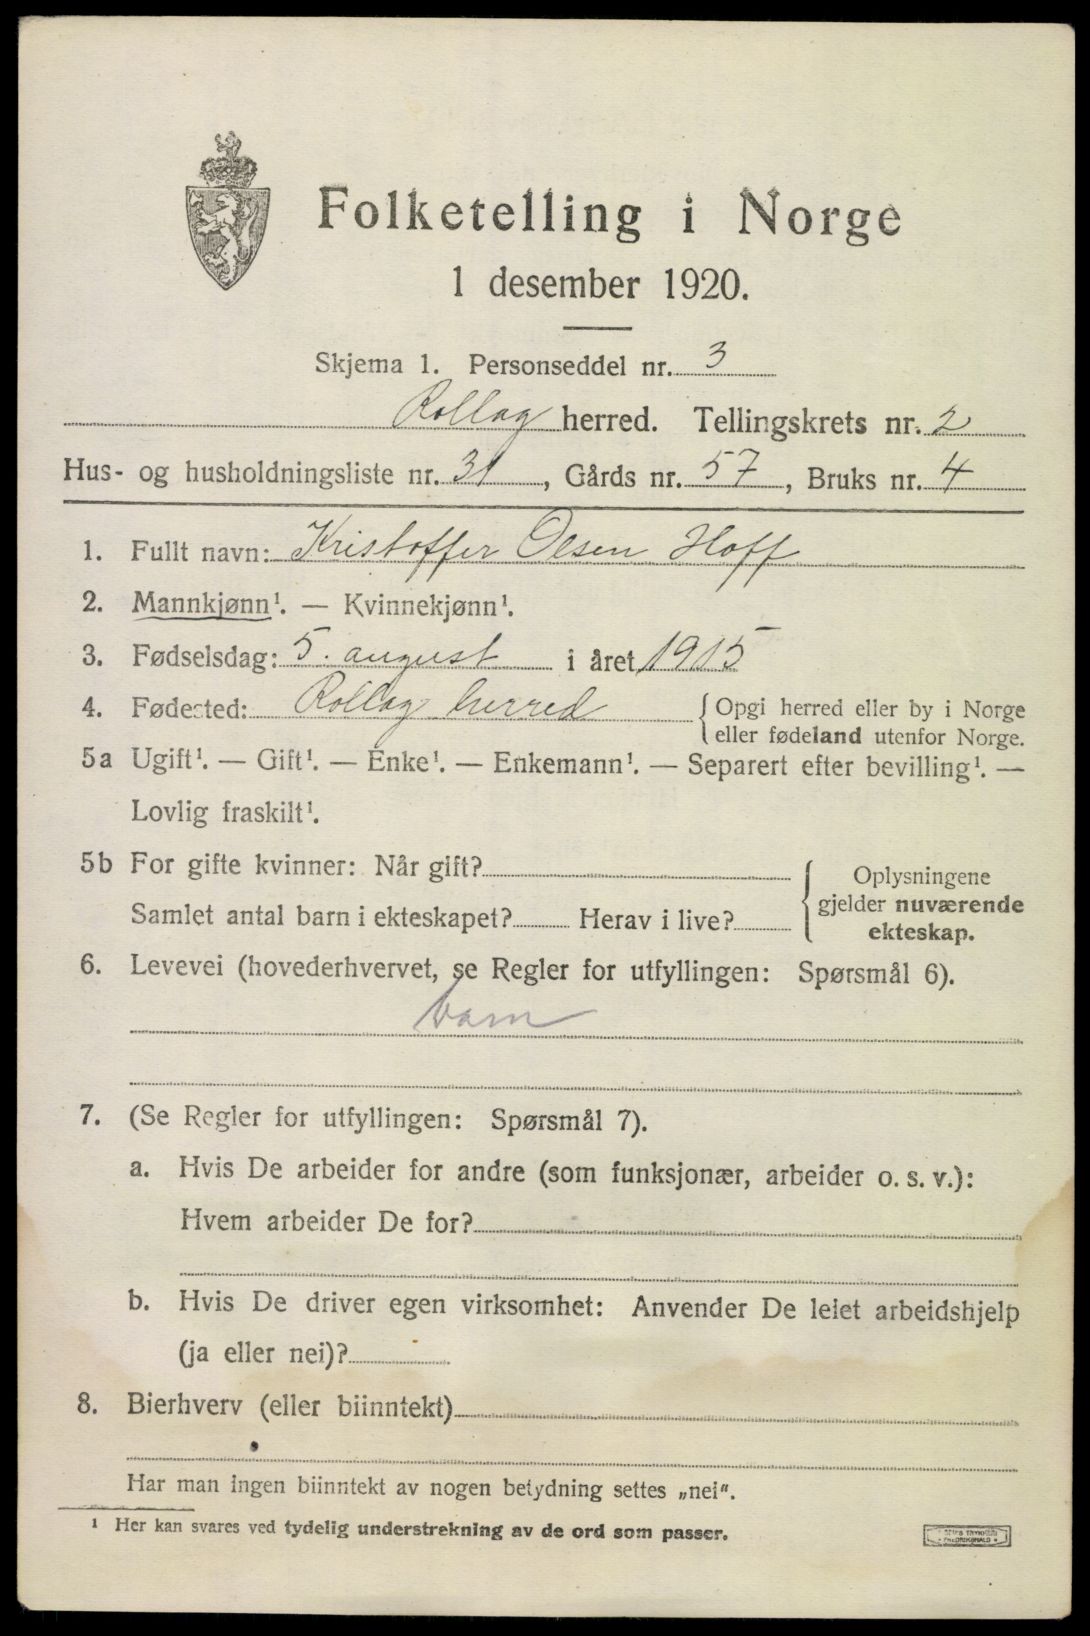 Folketelling i Norge
1 desember 1920.
Skjema 1. Personseddel nr. 3
Rollag herred. Tellingskrets nr. 2
Hus- og husholdningsliste nr. 31, Gårds nr. 57, Bruks nr. 4
1. Fullt navn: Kristoffer Olsen Hoff
2. Mannkjønn¹. — Kvinnekjønn¹.
3. Fødselsdag: 5. august i året 1915
4. Fødested: Rollag herred { Opgi herred eller by i Norge
eller fødeland utenfor Norge.
5a Ugift¹. — Gift¹. — Enke¹. — Enkemann¹. — Separert efter bevilling¹. —
Lovlig fraskilt¹.
5b For gifte kvinner: Når gift?
Samlet antal barn i ekteskapet? Herav i live?
{ Oplysningene
gjelder nuværende
ekteskap.
6. Levevei (hovederhvervet, se Regler for utfyllingen: Spørsmål 6).
barn
7. (Se Regler for utfyllingen: Spørsmål 7).
a. Hvis De arbeider for andre (som funksjonær, arbeider o. s. v.):
Hvem arbeider De for?
b. Hvis De driver egen virksomhet: Anvender De leiet arbeidshjelp
(ja eller nei)?
8. Bierhverv (eller biinntekt)
Har man ingen biinntekt av nogen betydning settes „nei".
¹ Her kan svares ved tydelig understrekning av de ord som passer.